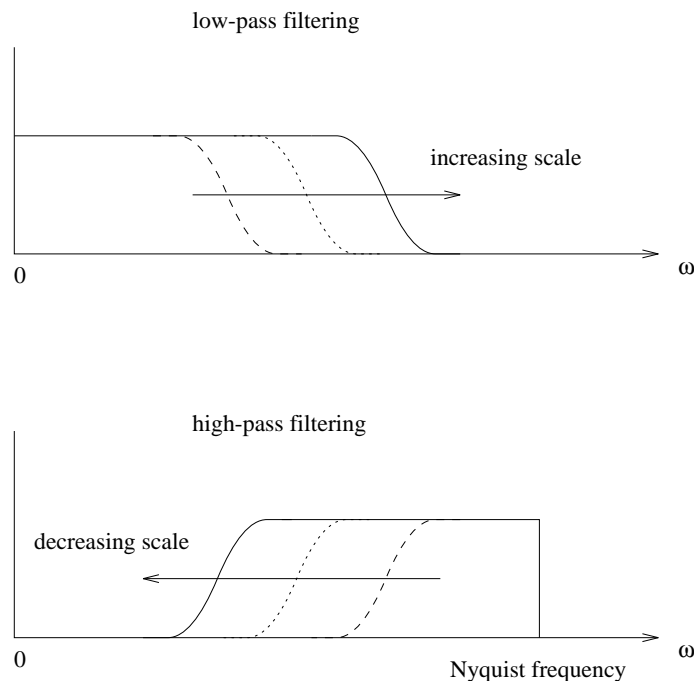 low-pass filtering
increasing scale
0
ω
high-pass filtering
decreasing scale
0
ω
Nyquist frequency